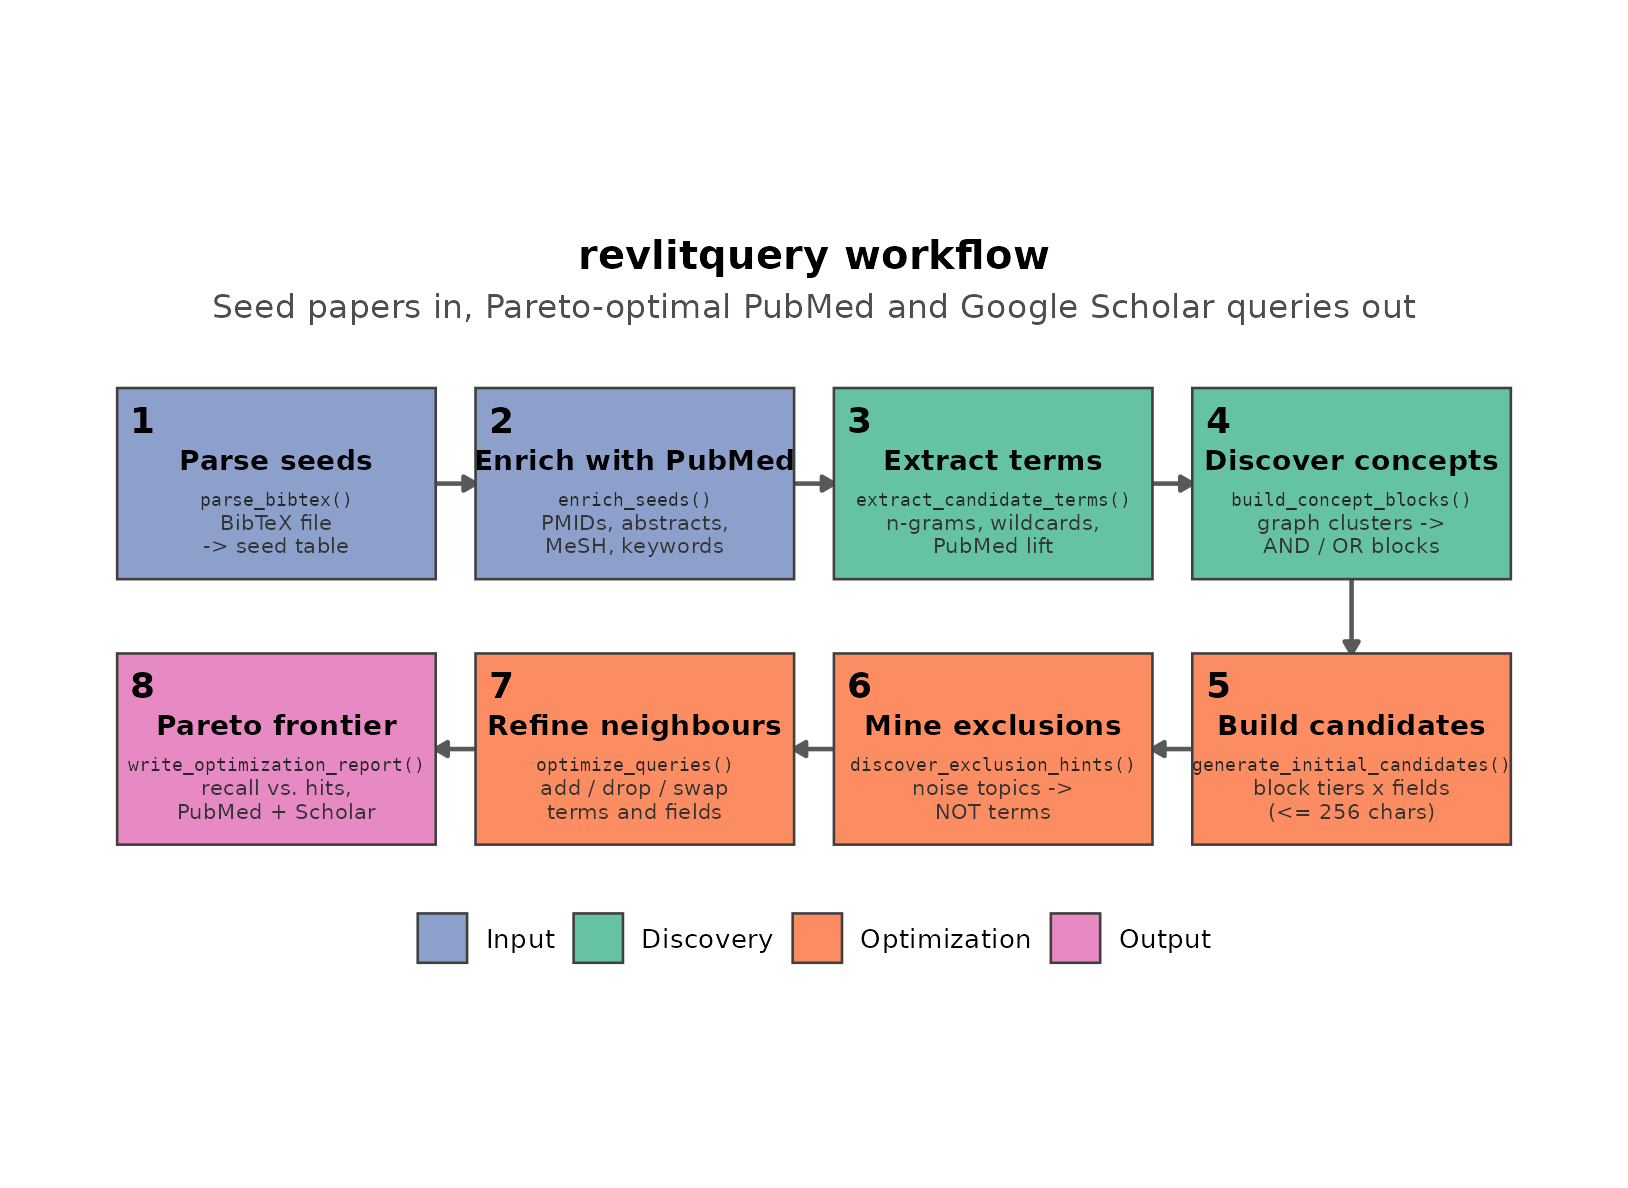 revlitquery workflow
Seed papers in, Pareto-optimal PubMed and Google Scholar queries out
1
Parse seeds
parse_bibtex()
BibTeX file
-> seed table
2
Enrich with PubMed
enrich_seeds()
PMIDs, abstracts,
MeSH, keywords
3
Extract terms
extract_candidate_terms()
n-grams, wildcards,
PubMed lift
4
Discover concepts
build_concept_blocks()
graph clusters ->
AND / OR blocks
5
Build candidates
generate_initial_candidates()
block tiers x fields
(<= 256 chars)
6
Mine exclusions
discover_exclusion_hints()
noise topics ->
NOT terms
7
Refine neighbours
optimize_queries()
add / drop / swap
terms and fields
8
Pareto frontier
write_optimization_report()
recall vs. hits,
PubMed + Scholar
Input
Discovery
Optimization
Output